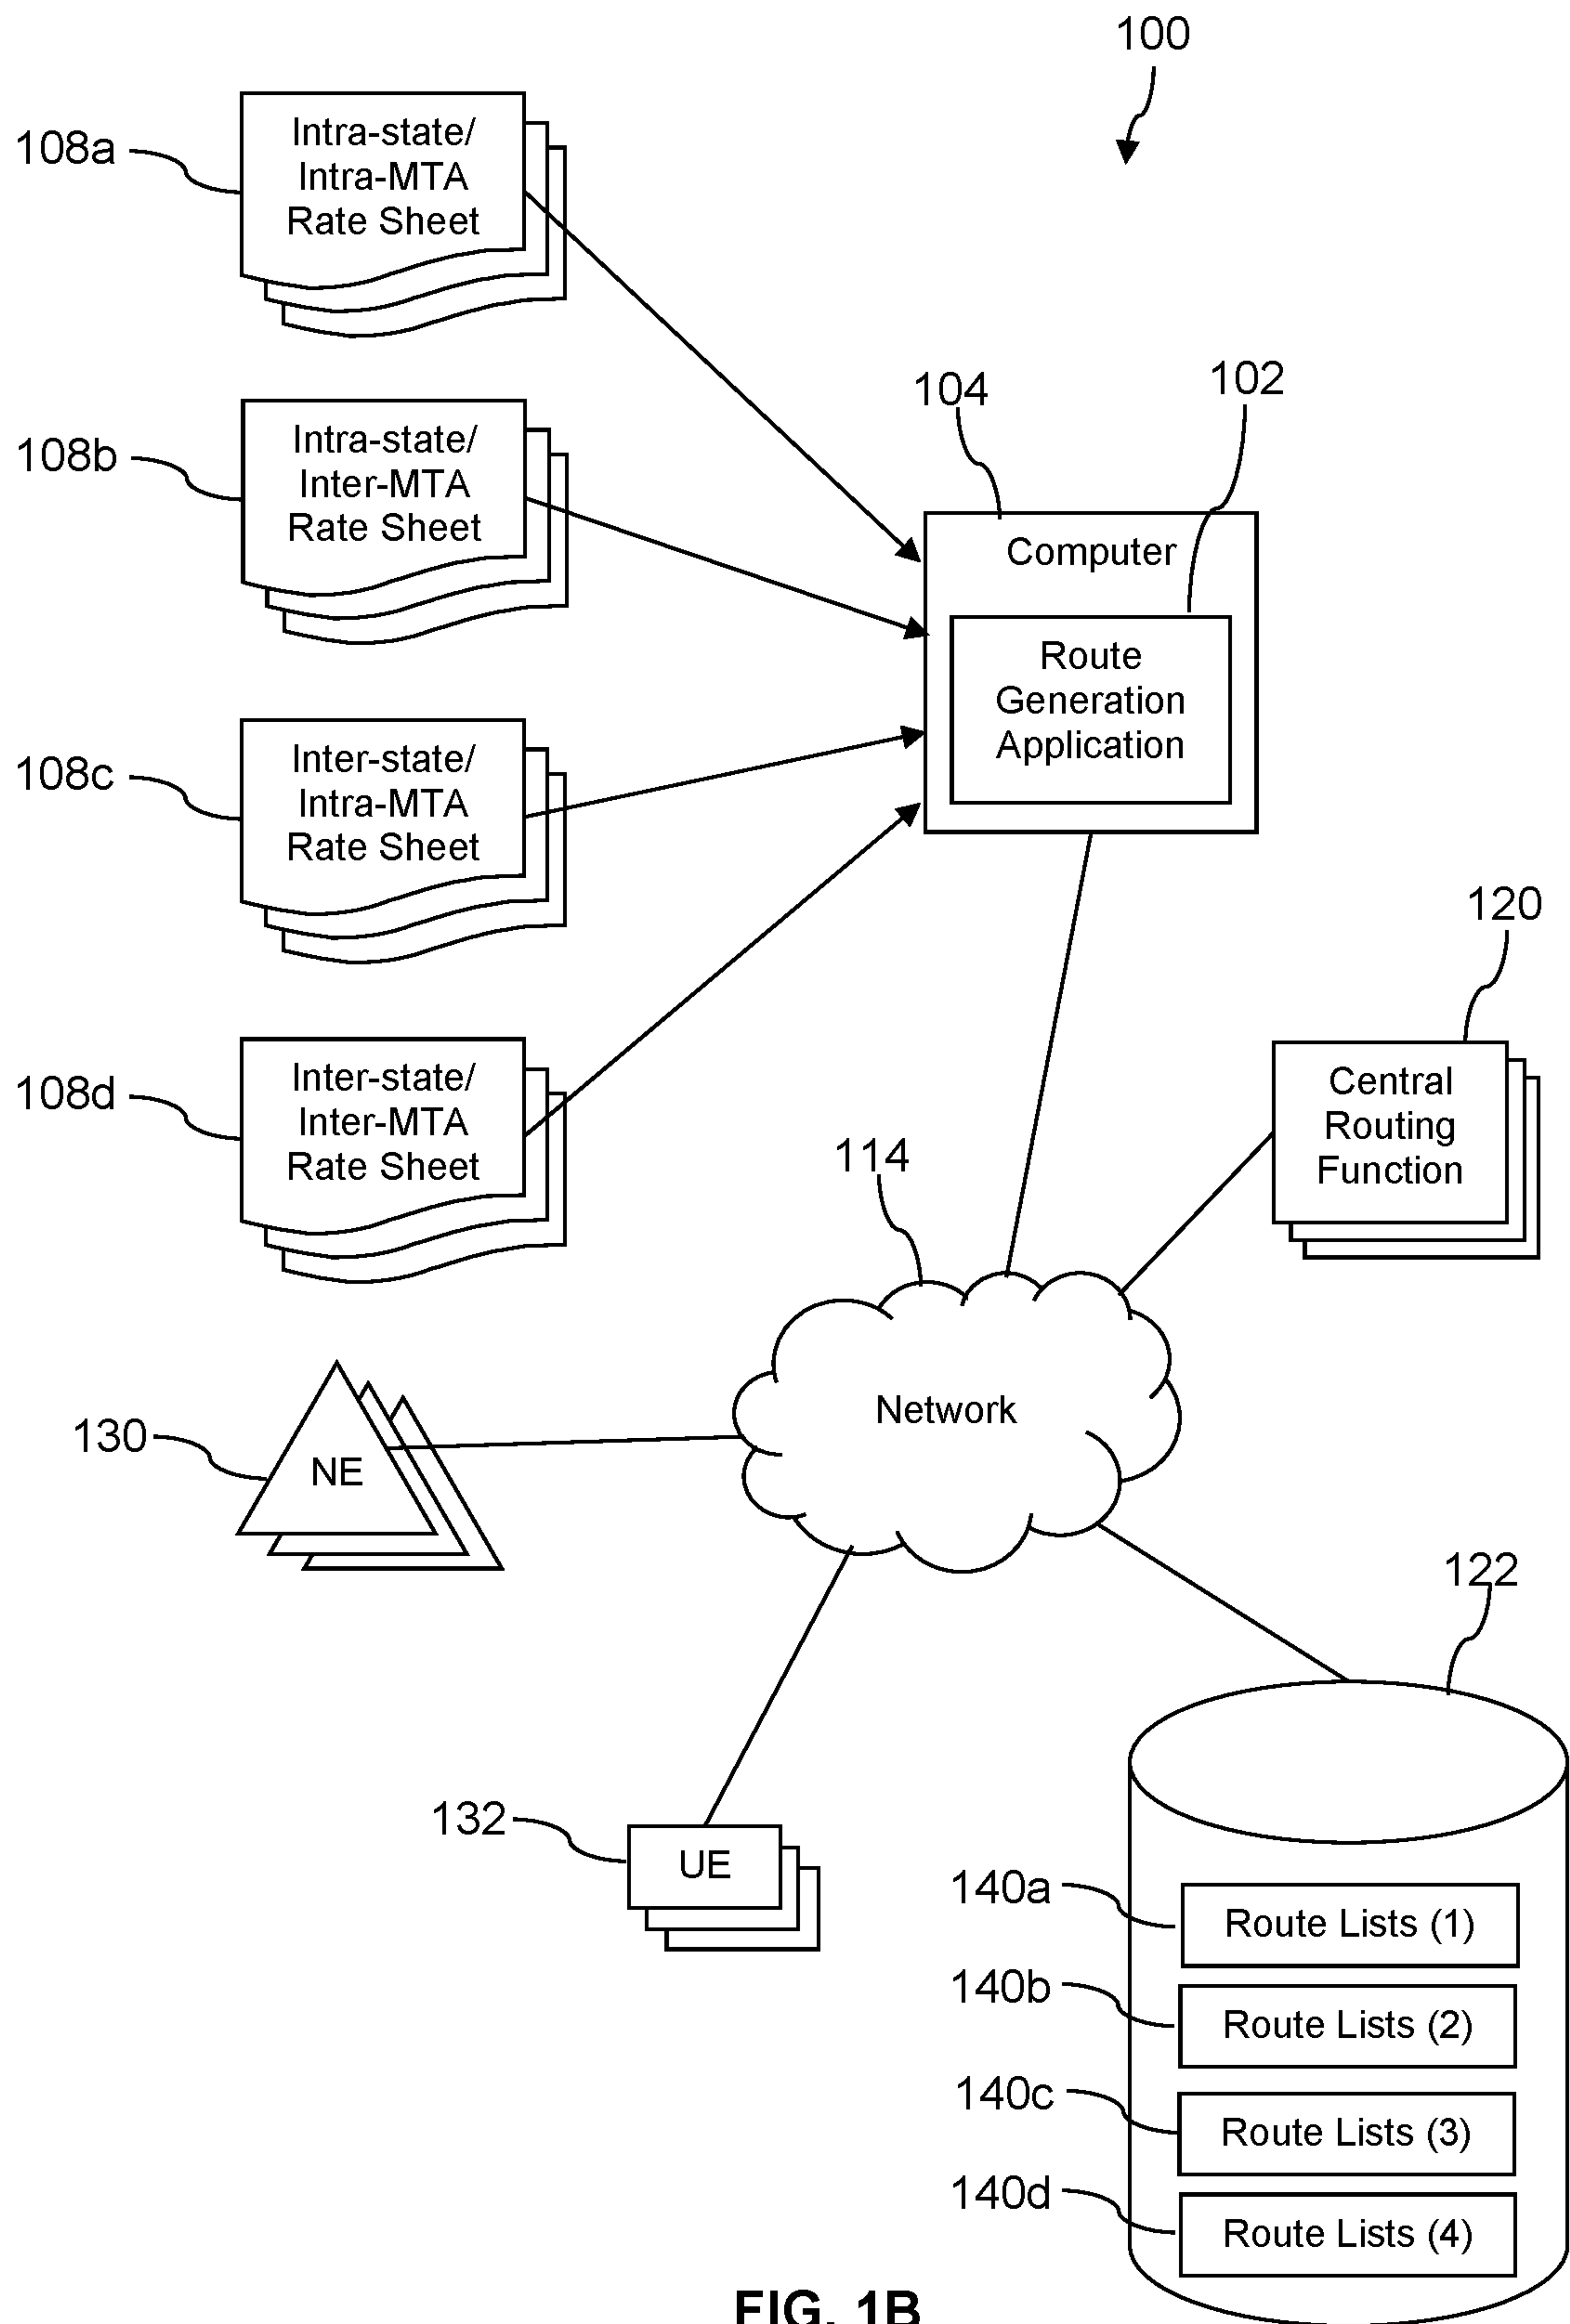 100
108a
Intra-state/
Intra-MTA
Rate Sheet
104
102
108b
Intra-state/
Inter-MTA
Rate Sheet
Computer
Route
Generation
Application
108c
Inter-state/
Intra-MTA
Rate Sheet
120
108d
Inter-state/
Inter-MTA
Rate Sheet
Central
Routing
Function
114
Network
130
NE
122
132
UE
140a
Route Lists (1)
140b
Route Lists (2)
140c
Route Lists (3)
140d
Route Lists (4)
FIG. 1B